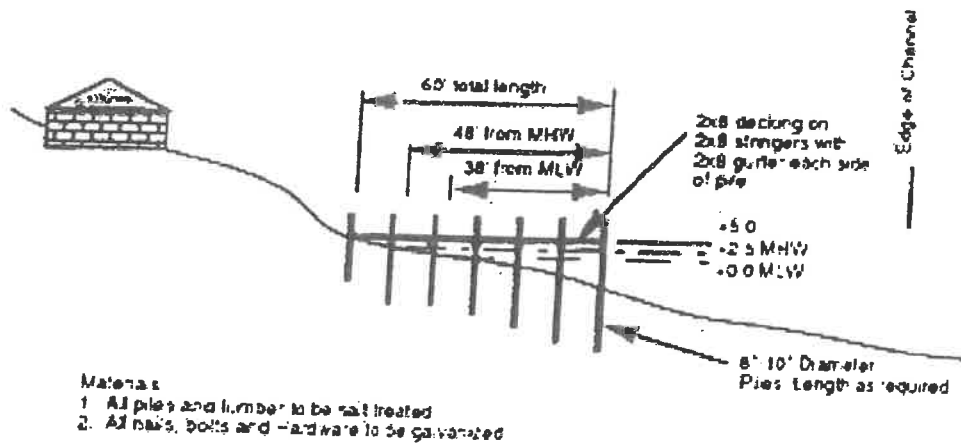 Edge of Channel
60' total length
48' from MHW
38' from MLW
2x8 decking on
2x8 stringers with
2x8 girder each side
of pile
+5.0
+2.5 MHW
+0.0 MLW
8"-10" Diameter
Piles. Length as required
Materials
1. All piles and lumber to be salt treated
2. All nails, bolts and Hardware to be galvanized